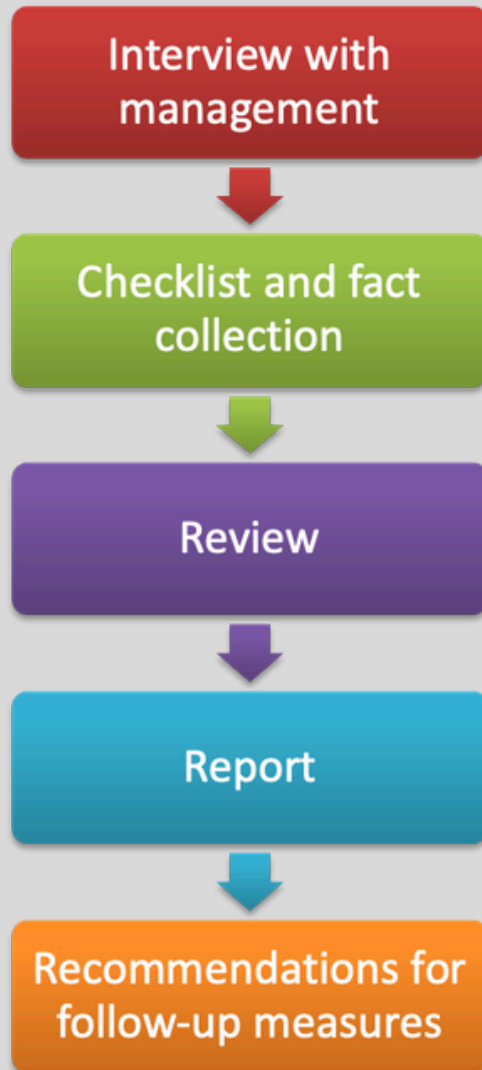 Interview with
management
Checklist and fact
collection
Review
Report
Recommendations for
follow-up measures